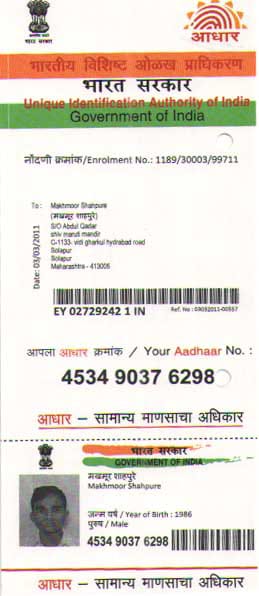 भारत सरकार
आधार
भारतीय विशिष्ट ओळख प्राधिकरण
भारत सरकार
Unique Identification Authority of India
Government of India
नोंदणी क्रमांक/Enrolment No.: 1189/30003/99711
To:
Makhmoor Shahpure
(मखमूर शाहपुरे)
S/O Abdul Qadar
shiv maruti mandir
C-1133- vidi gharkul hydrabad road
Solapur
Solapur
Maharashtra - 413005
Date: 03/03/2011
EY 02729242 1 IN
Ref. No : 03032011-00557
आपला आधार क्रमांक / Your Aadhaar No. :
4534 9037 6298
आधार – सामान्य माणसाचा अधिकार
भारत सरकार
GOVERNMENT OF INDIA
मखमूर शाहपुरे
Makhmoor Shahpure
जन्म वर्ष / Year of Birth : 1986
पुरुष / Male
4534 9037 6298
आधार – सामान्य माणसाचा अधिकार